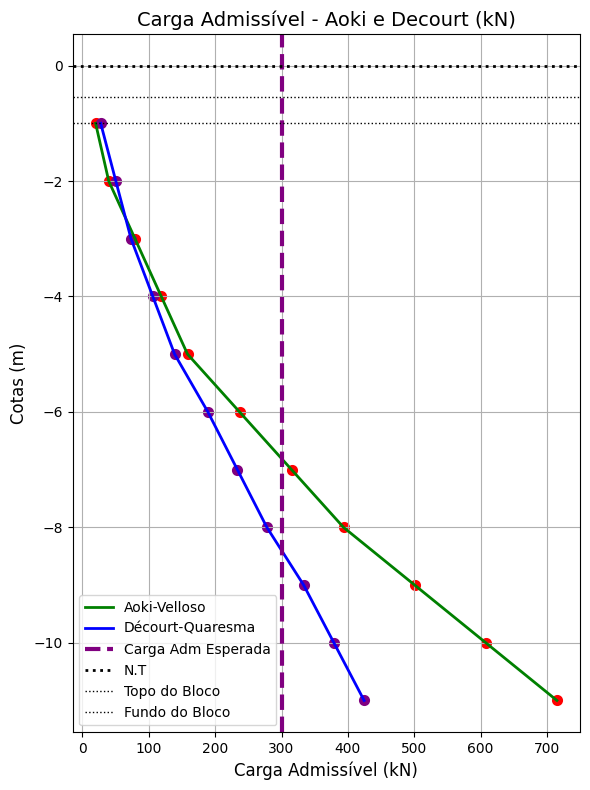 Carga Admissível - Aoki e Decourt (kN)
0
−2
−4
−6
−8
−10
Cotas (m)
Aoki-Velloso
Décourt-Quaresma
Carga Adm Esperada
N.T
Topo do Bloco
Fundo do Bloco
0 100 200 300 400 500 600 700
Carga Admissível (kN)